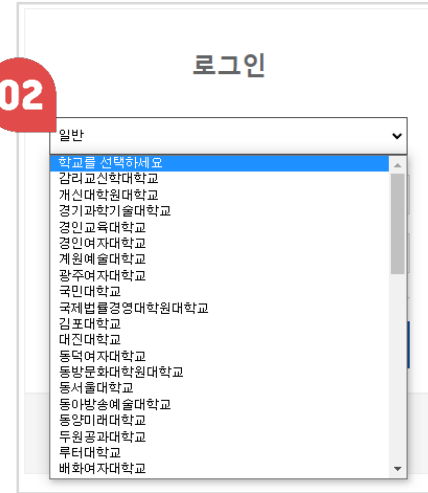 로그인
02
일반
학교를 선택하세요
감리교신학대학교
개신대학원대학교
경기과학기술대학교
경인교육대학교
경인여자대학교
계원예술대학교
광주여자대학교
국민대학교
국제법률경영대학원대학교
김포대학교
대진대학교
동덕여자대학교
동방문화대학원대학교
동서울대학교
동아방송예술대학교
동양미래대학교
두원공과대학교
루터대학교
배화여자대학교